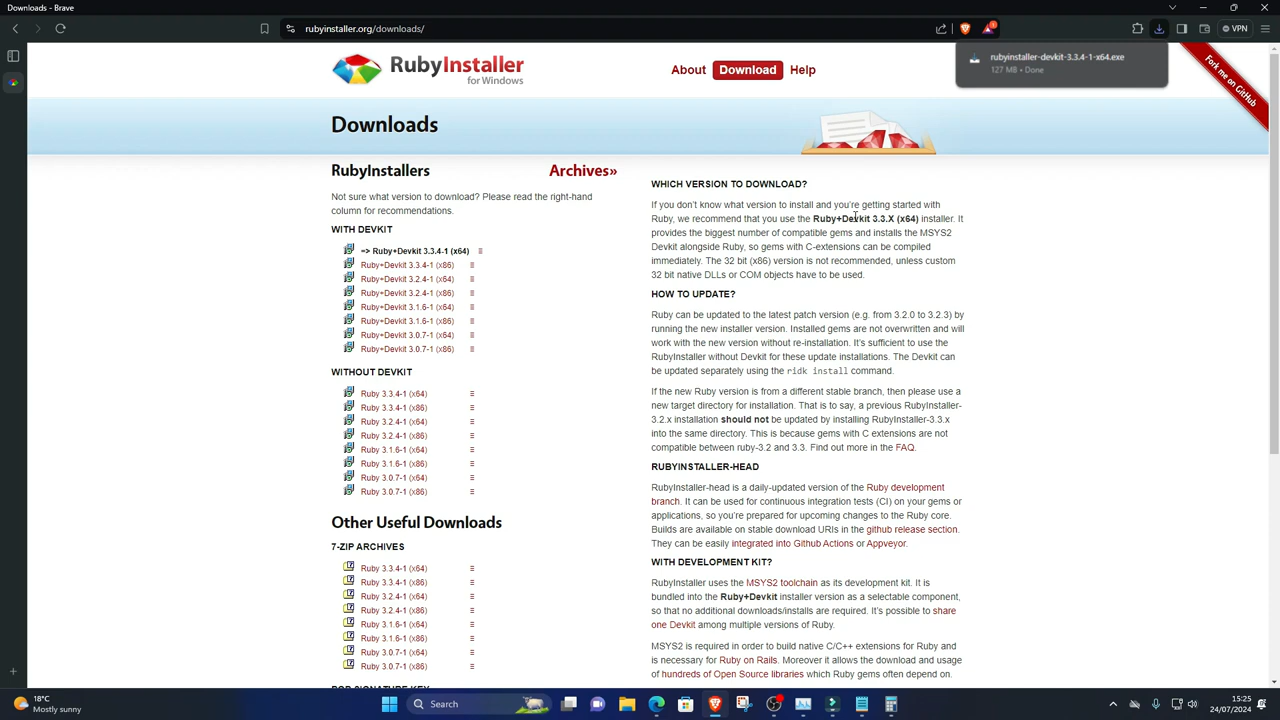 Downloads - Brave
rubyinstaller.org/downloads/
VPN
RubyInstaller
for Windows
About Download Help
rubyinstaller-devkit-3.3.4-1-x64.exe
127 MB • Done
Fork me on GitHub
Downloads
RubyInstallers Archives»
Not sure what version to download? Please read the right-hand
column for recommendations.
WITH DEVKIT
=> Ruby+Devkit 3.3.4-1 (x64)
Ruby+Devkit 3.3.4-1 (x86)
Ruby+Devkit 3.2.4-1 (x64)
Ruby+Devkit 3.2.4-1 (x86)
Ruby+Devkit 3.1.6-1 (x64)
Ruby+Devkit 3.1.6-1 (x86)
Ruby+Devkit 3.0.7-1 (x64)
Ruby+Devkit 3.0.7-1 (x86)
WITHOUT DEVKIT
Ruby 3.3.4-1 (x64)
Ruby 3.3.4-1 (x86)
Ruby 3.2.4-1 (x64)
Ruby 3.2.4-1 (x86)
Ruby 3.1.6-1 (x64)
Ruby 3.1.6-1 (x86)
Ruby 3.0.7-1 (x64)
Ruby 3.0.7-1 (x86)
Other Useful Downloads
7-ZIP ARCHIVES
Ruby 3.3.4-1 (x64)
Ruby 3.3.4-1 (x86)
Ruby 3.2.4-1 (x64)
Ruby 3.2.4-1 (x86)
Ruby 3.1.6-1 (x64)
Ruby 3.1.6-1 (x86)
Ruby 3.0.7-1 (x64)
Ruby 3.0.7-1 (x86)
WHICH VERSION TO DOWNLOAD?
If you don't know what version to install and you're getting started with
Ruby, we recommend that you use the Ruby+Devkit 3.3.X (x64) installer. It
provides the biggest number of compatible gems and installs the MSYS2
Devkit alongside Ruby, so gems with C-extensions can be compiled
immediately. The 32 bit (x86) version is not recommended, unless custom
32 bit native DLLs or COM objects have to be used.
HOW TO UPDATE?
Ruby can be updated to the latest patch version (e.g. from 3.2.0 to 3.2.3) by
running the new installer version. Installed gems are not overwritten and will
work with the new version without re-installation. It's sufficient to use the
RubyInstaller without Devkit for these update installations. The Devkit can
be updated separately using the ridk install command.
If the new Ruby version is from a different stable branch, then please use a
new target directory for installation. That is to say, a previous RubyInstaller-
3.2.x installation should not be updated by installing RubyInstaller-3.3.x
into the same directory. This is because gems with C extensions are not
compatible between ruby-3.2 and 3.3. Find out more in the FAQ.
RUBYINSTALLER-HEAD
RubyInstaller-head is a daily-updated version of the Ruby development
branch. It can be used for continuous integration tests (CI) on your gems or
applications, so you're prepared for upcoming changes to the Ruby core.
Builds are available on stable download URIs in the github release section.
They can be easily integrated into Github Actions or Appveyor.
WITH DEVELOPMENT KIT?
RubyInstaller uses the MSYS2 toolchain as its development kit. It is
bundled into the Ruby+Devkit installer version as a selectable component,
so that no additional downloads/installs are required. It's possible to share
one Devkit among multiple versions of Ruby.
MSYS2 is required in order to build native C/C++ extensions for Ruby and
is necessary for Ruby on Rails. Moreover it allows the download and usage
of hundreds of Open Source libraries which Ruby gems often depend on.
18°C
Mostly sunny
Search
15:25
24/07/2024